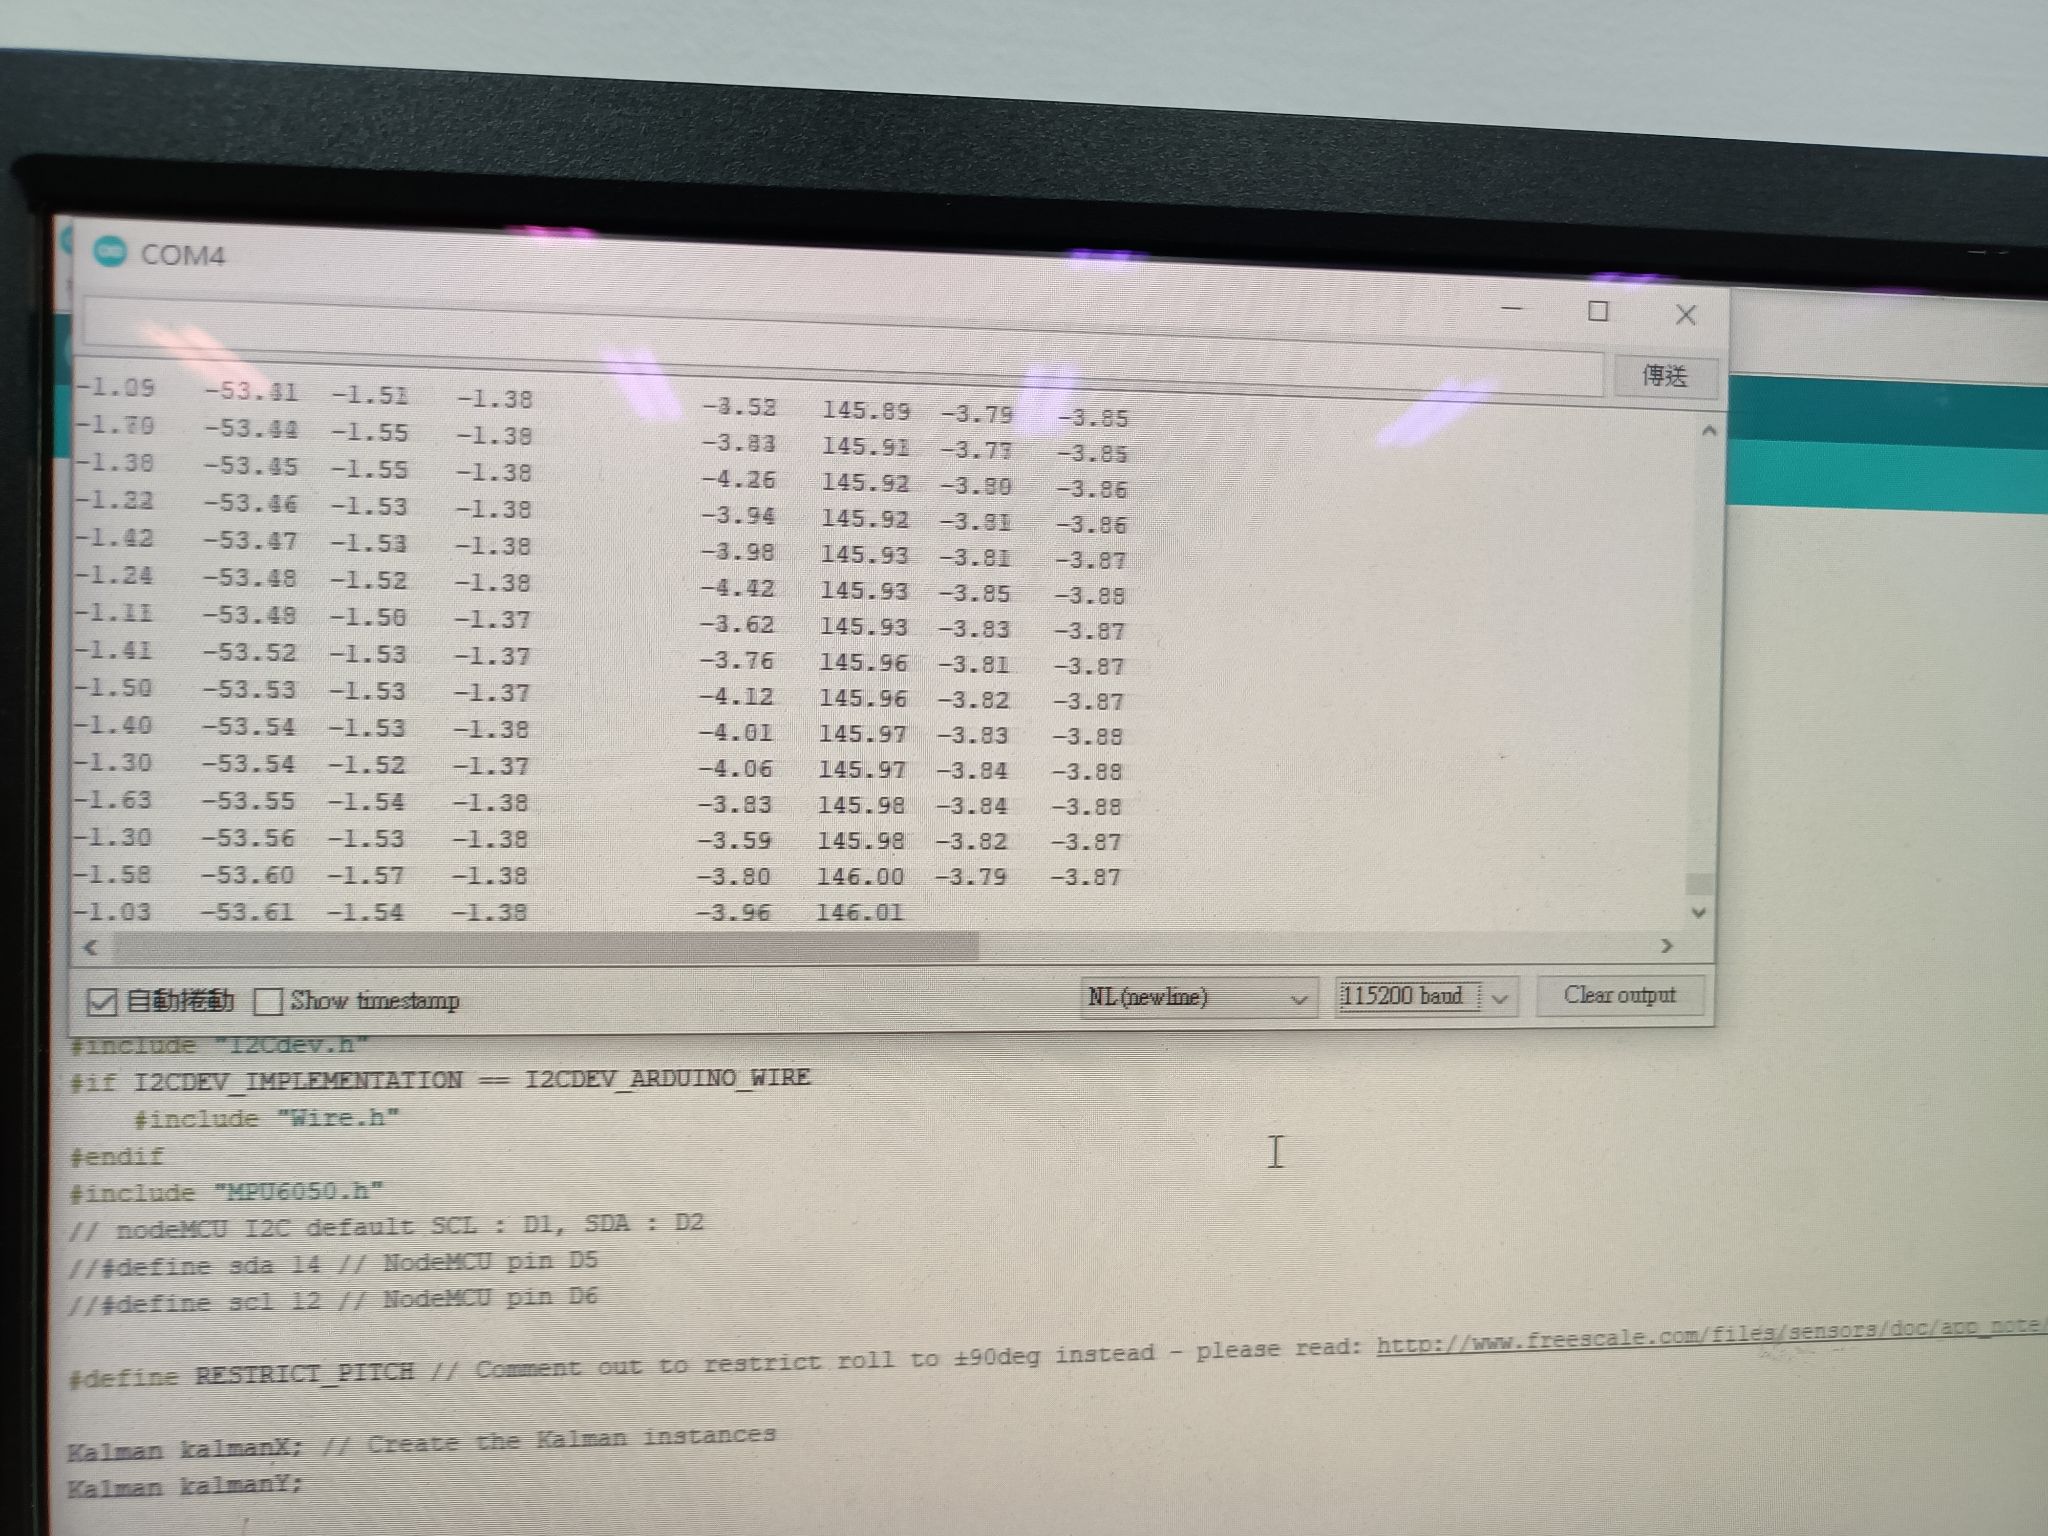 COM4
傳送
-1.09 -53.41 -1.51 -1.38 -3.52 145.89 -3.79 -3.85
-1.70 -53.44 -1.55 -1.38 -3.83 145.91 -3.77 -3.85
-1.38 -53.45 -1.55 -1.38 -4.26 145.92 -3.80 -3.86
-1.22 -53.46 -1.53 -1.38 -3.94 145.92 -3.81 -3.86
-1.42 -53.47 -1.53 -1.38 -3.98 145.93 -3.81 -3.87
-1.24 -53.48 -1.52 -1.38 -4.42 145.93 -3.85 -3.88
-1.11 -53.48 -1.50 -1.37 -3.62 145.93 -3.83 -3.87
-1.41 -53.52 -1.53 -1.37 -3.76 145.96 -3.81 -3.87
-1.50 -53.53 -1.53 -1.37 -4.12 145.96 -3.82 -3.87
-1.40 -53.54 -1.53 -1.38 -4.01 145.97 -3.83 -3.88
-1.30 -53.54 -1.52 -1.37 -4.06 145.97 -3.84 -3.88
-1.63 -53.55 -1.54 -1.38 -3.83 145.98 -3.84 -3.88
-1.30 -53.56 -1.53 -1.38 -3.59 145.98 -3.82 -3.87
-1.58 -53.60 -1.57 -1.38 -3.80 146.00 -3.79 -3.87
-1.03 -53.61 -1.54 -1.38 -3.96 146.01
自動捲動 Show timestamp NL(newline) 115200 baud Clear output
#include "I2Cdev.h"
#if I2CDEV_IMPLEMENTATION == I2CDEV_ARDUINO_WIRE
#include "Wire.h"
#endif
#include "MPU6050.h"
// nodeMCU I2C default SCL : D1, SDA : D2
//#define sda 14 // NodeMCU pin D5
//#define scl 12 // NodeMCU pin D6
#define RESTRICT_PITCH // Comment out to restrict roll to ±90deg instead - please read: http://www.freescale.com/files/sensors/doc/app_note/
Kalman kalmanX; // Create the Kalman instances
Kalman kalmanY;